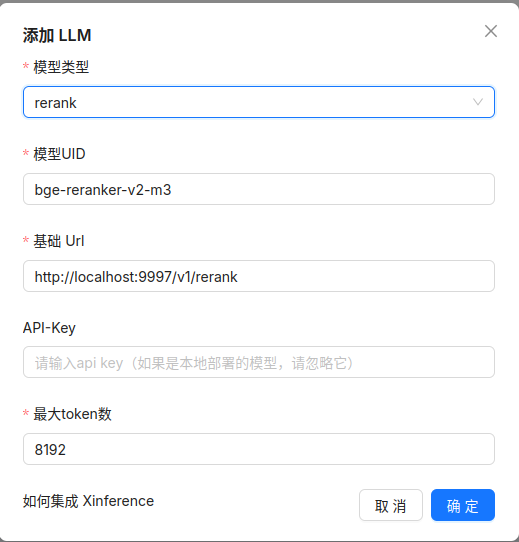 添加 LLM
* 模型类型
rerank
* 模型UID
bge-reranker-v2-m3
* 基础 Url
http://localhost:9997/v1/rerank
API-Key
请输入api key（如果是本地部署的模型，请忽略它）
* 最大token数
8192
如何集成 Xinference
取 消
确 定